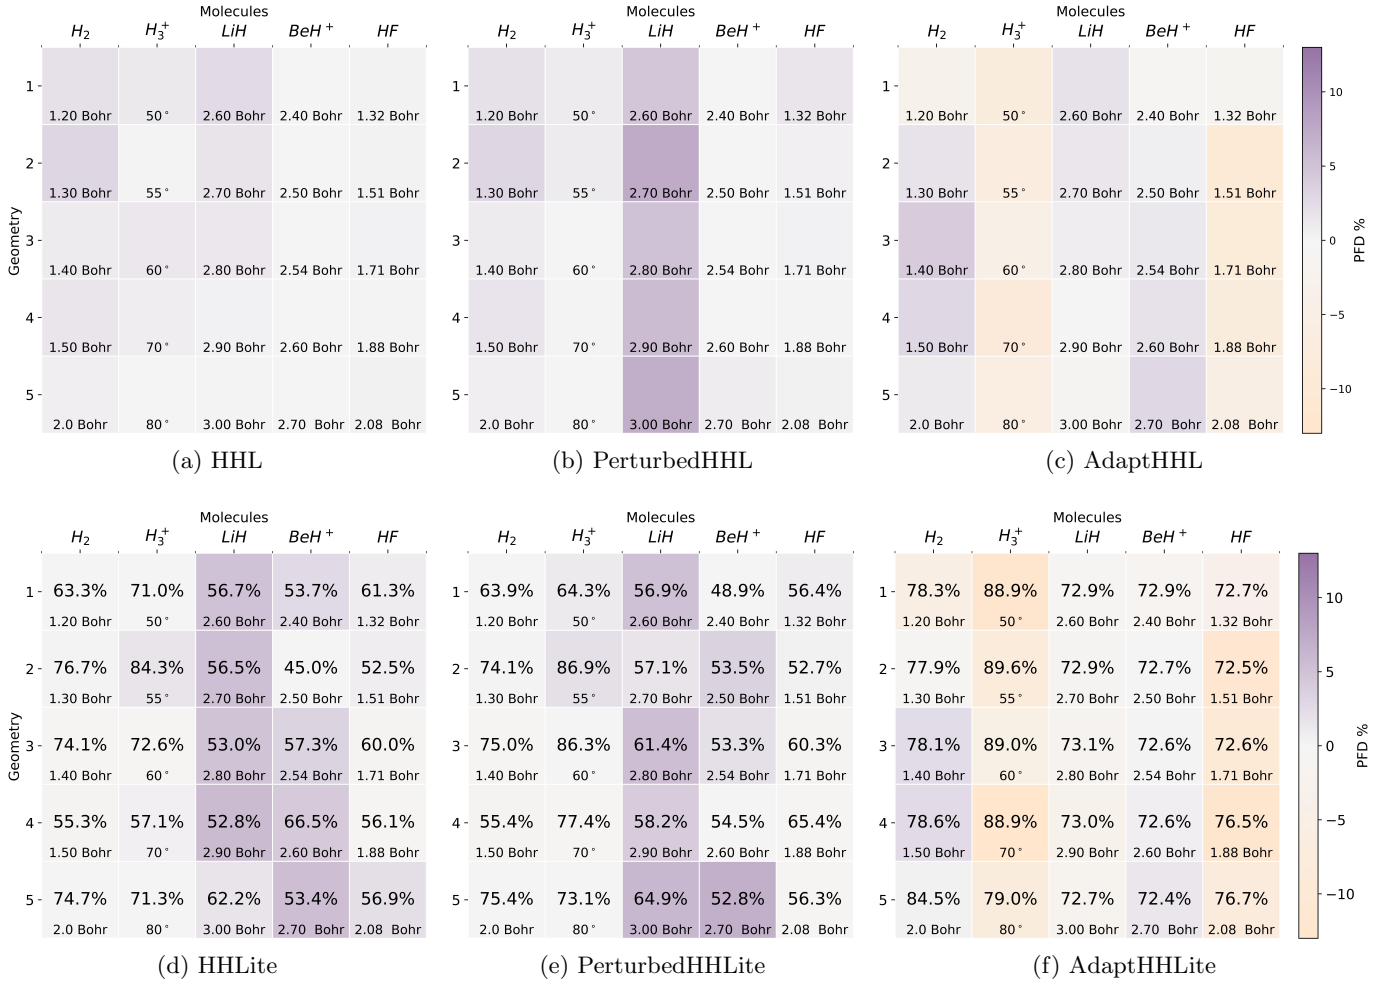 Molecules Molecules Molecules
H2 H3+ LiH BeH+ HF H2 H3+ LiH BeH+ HF H2 H3+ LiH BeH+ HF
1 1 1
1.20 Bohr 50° 2.60 Bohr 2.40 Bohr 1.32 Bohr 1.20 Bohr 50° 2.60 Bohr 2.40 Bohr 1.32 Bohr 1.20 Bohr 50° 2.60 Bohr 2.40 Bohr 1.32 Bohr
2 2 2
1.30 Bohr 55° 2.70 Bohr 2.50 Bohr 1.51 Bohr 1.30 Bohr 55° 2.70 Bohr 2.50 Bohr 1.51 Bohr 1.30 Bohr 55° 2.70 Bohr 2.50 Bohr 1.51 Bohr
Geometry
3 3 3
1.40 Bohr 60° 2.80 Bohr 2.54 Bohr 1.71 Bohr 1.40 Bohr 60° 2.80 Bohr 2.54 Bohr 1.71 Bohr 1.40 Bohr 60° 2.80 Bohr 2.54 Bohr 1.71 Bohr
4 4 4
1.50 Bohr 70° 2.90 Bohr 2.60 Bohr 1.88 Bohr 1.50 Bohr 70° 2.90 Bohr 2.60 Bohr 1.88 Bohr 1.50 Bohr 70° 2.90 Bohr 2.60 Bohr 1.88 Bohr
5 5 5
2.0 Bohr 80° 3.00 Bohr 2.70 Bohr 2.08 Bohr 2.0 Bohr 80° 3.00 Bohr 2.70 Bohr 2.08 Bohr 2.0 Bohr 80° 3.00 Bohr 2.70 Bohr 2.08 Bohr
10
5
0
−5
−10
PFD %
(a) HHL (b) PerturbedHHL (c) AdaptHHL
Molecules Molecules Molecules
H2 H3+ LiH BeH+ HF H2 H3+ LiH BeH+ HF H2 H3+ LiH BeH+ HF
1 63.3% 71.0% 56.7% 53.7% 61.3% 1 63.9% 64.3% 56.9% 48.9% 56.4% 1 78.3% 88.9% 72.9% 72.9% 72.7%
1.20 Bohr 50° 2.60 Bohr 2.40 Bohr 1.32 Bohr 1.20 Bohr 50° 2.60 Bohr 2.40 Bohr 1.32 Bohr 1.20 Bohr 50° 2.60 Bohr 2.40 Bohr 1.32 Bohr
2 76.7% 84.3% 56.5% 45.0% 52.5% 2 74.1% 86.9% 57.1% 53.5% 52.7% 2 77.9% 89.6% 72.9% 72.7% 72.5%
1.30 Bohr 55° 2.70 Bohr 2.50 Bohr 1.51 Bohr 1.30 Bohr 55° 2.70 Bohr 2.50 Bohr 1.51 Bohr 1.30 Bohr 55° 2.70 Bohr 2.50 Bohr 1.51 Bohr
Geometry
3 74.1% 72.6% 53.0% 57.3% 60.0% 3 75.0% 86.3% 61.4% 53.3% 60.3% 3 78.1% 89.0% 73.1% 72.6% 72.6%
1.40 Bohr 60° 2.80 Bohr 2.54 Bohr 1.71 Bohr 1.40 Bohr 60° 2.80 Bohr 2.54 Bohr 1.71 Bohr 1.40 Bohr 60° 2.80 Bohr 2.54 Bohr 1.71 Bohr
4 55.3% 57.1% 52.8% 66.5% 56.1% 4 55.4% 77.4% 58.2% 54.5% 65.4% 4 78.6% 88.9% 73.0% 72.6% 76.5%
1.50 Bohr 70° 2.90 Bohr 2.60 Bohr 1.88 Bohr 1.50 Bohr 70° 2.90 Bohr 2.60 Bohr 1.88 Bohr 1.50 Bohr 70° 2.90 Bohr 2.60 Bohr 1.88 Bohr
5 74.7% 71.3% 62.2% 53.4% 56.9% 5 75.4% 73.1% 64.9% 52.8% 56.3% 5 84.5% 79.0% 72.7% 72.4% 76.7%
2.0 Bohr 80° 3.00 Bohr 2.70 Bohr 2.08 Bohr 2.0 Bohr 80° 3.00 Bohr 2.70 Bohr 2.08 Bohr 2.0 Bohr 80° 3.00 Bohr 2.70 Bohr 2.08 Bohr
10
5
0
−5
−10
PFD %
(d) HHLite (e) PerturbedHHLite (f) AdaptHHLite